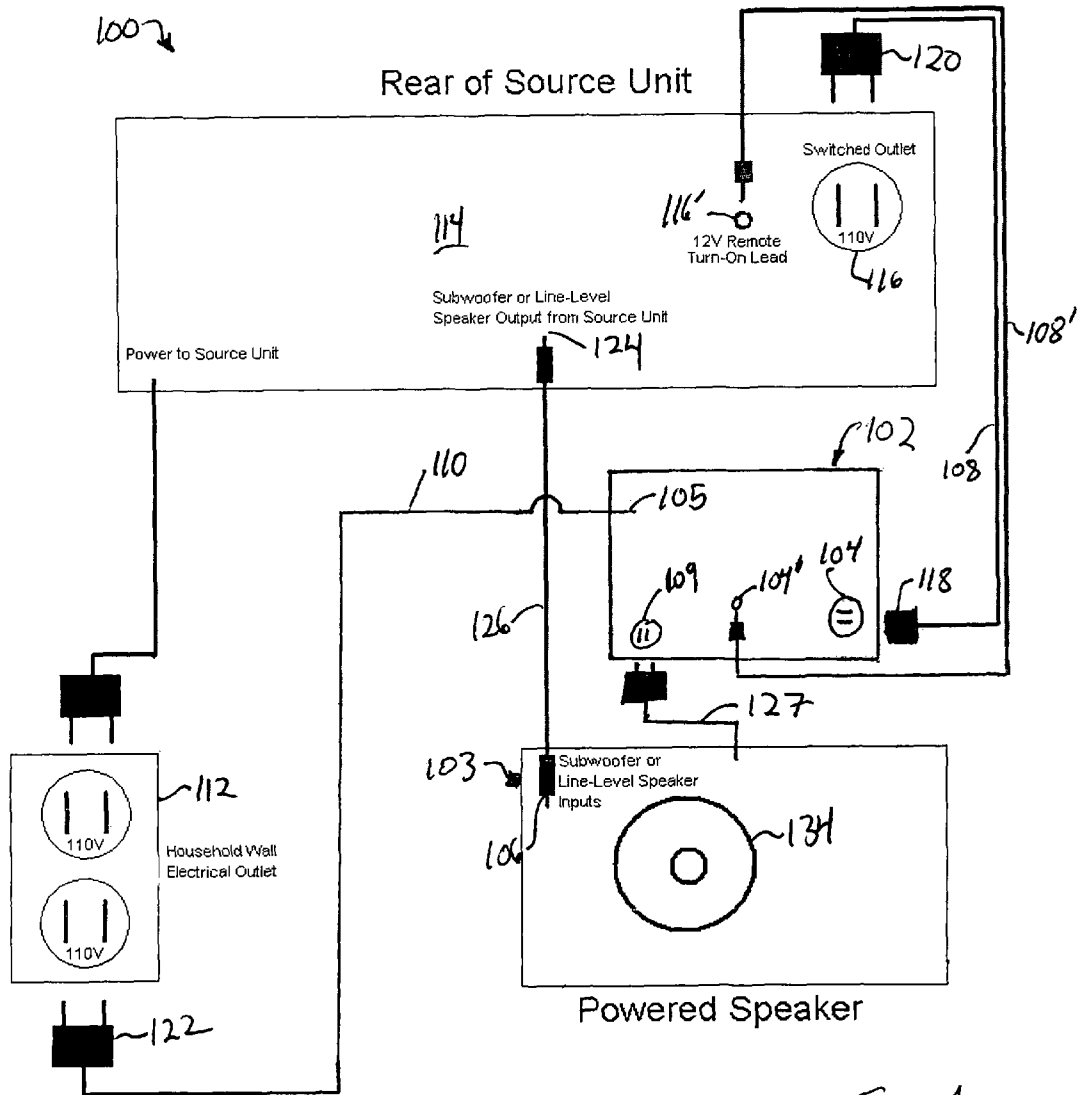 100
120
Rear of Source Unit
Switched Outlet
110V
116
116'
12V Remote
Turn-On Lead
114
Subwoofer or Line-Level
Speaker Output from Source Unit
124
Power to Source Unit
108'
108
102
110
105
109
104'
104
118
126
127
103
Subwoofer or
Line-Level Speaker
Inputs
106
134
112
110V
Household Wall
Electrical Outlet
110V
122
Powered Speaker